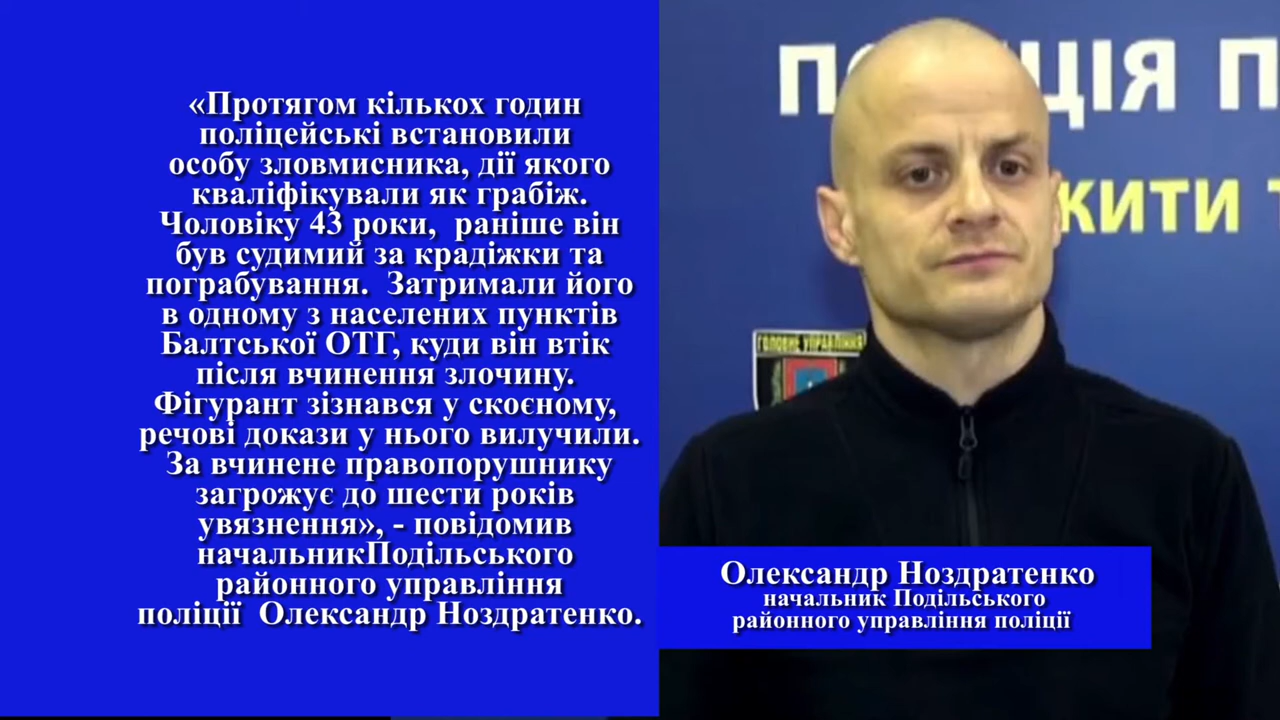 «Протягом кількох годин
поліцейські встановили
особу зловмисника, дії якого
кваліфікували як грабіж.
Чоловіку 43 роки, раніше він
був судимий за крадіжки та
пограбування. Затримали його
в одному з населених пунктів
Балтської ОТГ, куди він втік
після вчинення злочину.
Фігурант зізнався у скоєному,
речові докази у нього вилучили.
За вчинене правопорушнику
загрожує до шести років
увязнення», - повідомив
начальникПодільського
районного управління
поліції Олександр Ноздратенко.
ЖИТИ
ГОЛОВНЕ УПРАВЛІННЯ
Олександр Ноздратенко
начальник Подільського
районного управління поліції